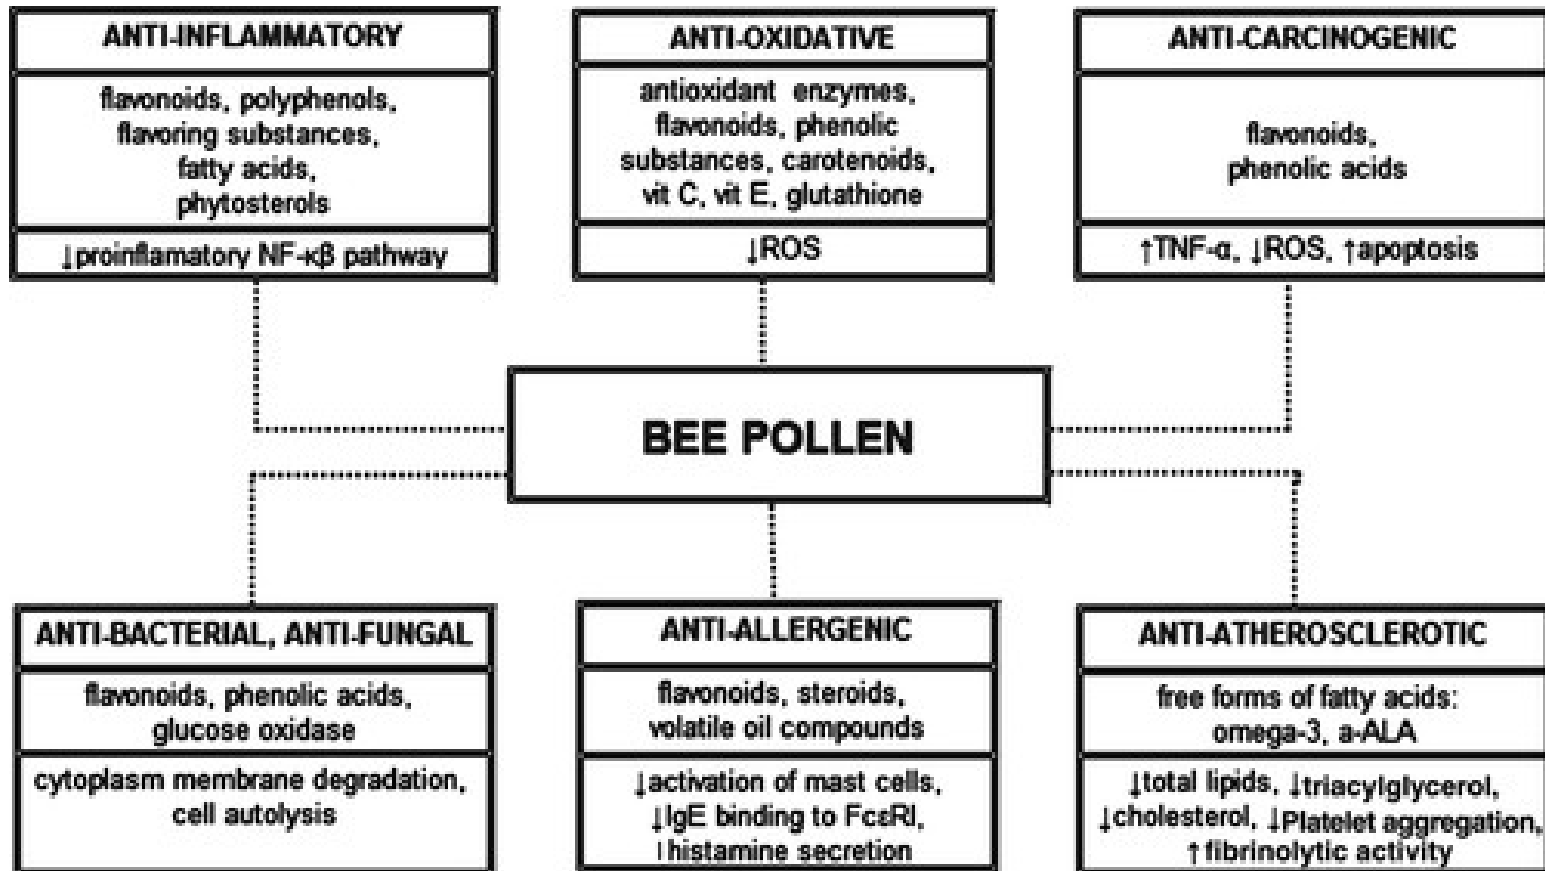 ANTI-INFLAMMATORY
flavonoids, polyphenols,
flavoring substances,
fatty acids,
phytosterols
↓proinflamatory NF-κβ pathway
ANTI-OXIDATIVE
antioxidant enzymes,
flavonoids, phenolic
substances, carotenoids,
vit C, vit E, glutathione
↓ROS
ANTI-CARCINOGENIC
flavonoids,
phenolic acids
↑TNF-α, ↓ROS, ↑apoptosis
BEE POLLEN
ANTI-BACTERIAL, ANTI-FUNGAL
flavonoids, phenolic acids,
glucose oxidase
cytoplasm membrane degradation,
cell autolysis
ANTI-ALLERGENIC
flavonoids, steroids,
volatile oil compounds
↓activation of mast cells,
↓IgE binding to FcεRI,
histamine secretion
ANTI-ATHEROSCLEROTIC
free forms of fatty acids:
omega-3, a-ALA
↓total lipids, ↓triacylglycerol,
↓cholesterol, ↓Platelet aggregation,
↑fibrinolytic activity